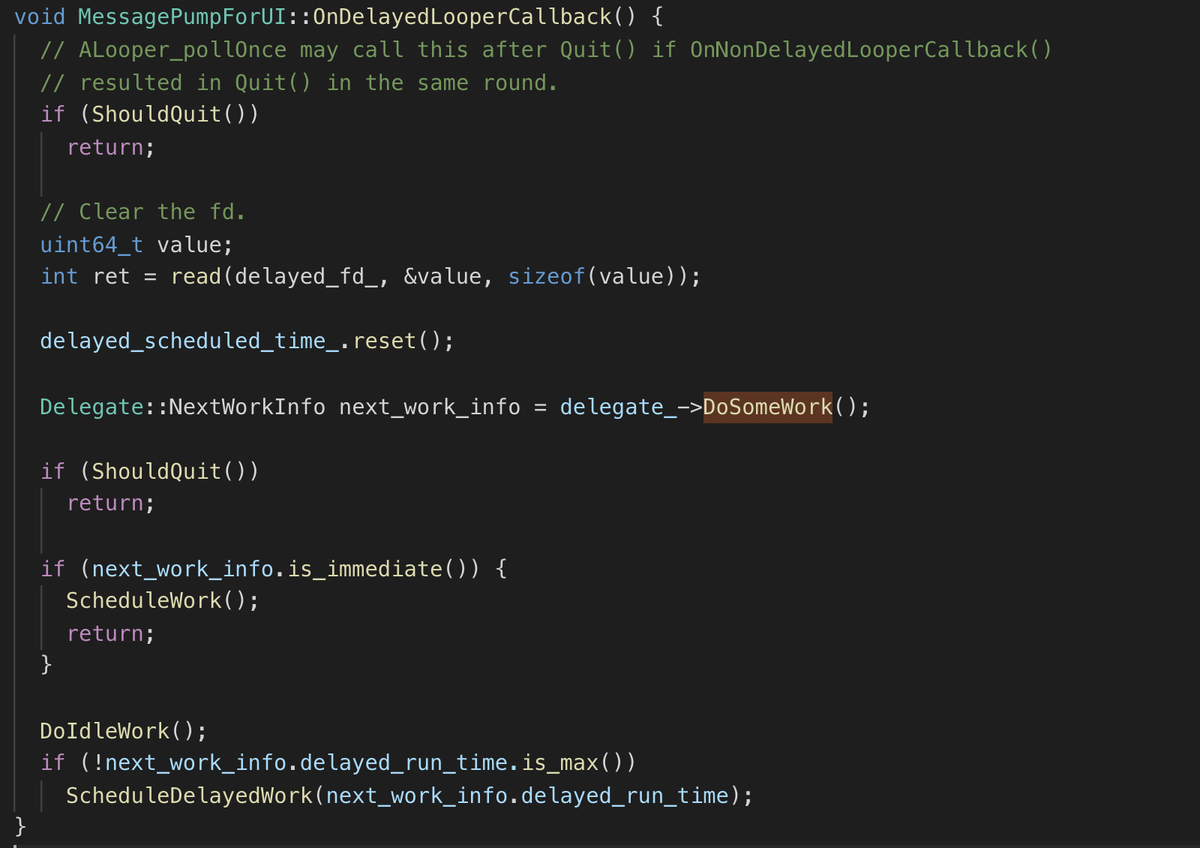 void MessagePumpForUI::OnDelayedLooperCallback() {
  // ALooper_pollOnce may call this after Quit() if OnNonDelayedLooperCallback()
  // resulted in Quit() in the same round.
  if (ShouldQuit())
    return;

  // Clear the fd.
  uint64_t value;
  int ret = read(delayed_fd_, &value, sizeof(value));

  delayed_scheduled_time_.reset();

  Delegate::NextWorkInfo next_work_info = delegate_->DoSomeWork();

  if (ShouldQuit())
    return;

  if (next_work_info.is_immediate()) {
    ScheduleWork();
    return;
  }

  DoIdleWork();
  if (!next_work_info.delayed_run_time.is_max())
    ScheduleDelayedWork(next_work_info.delayed_run_time);
}